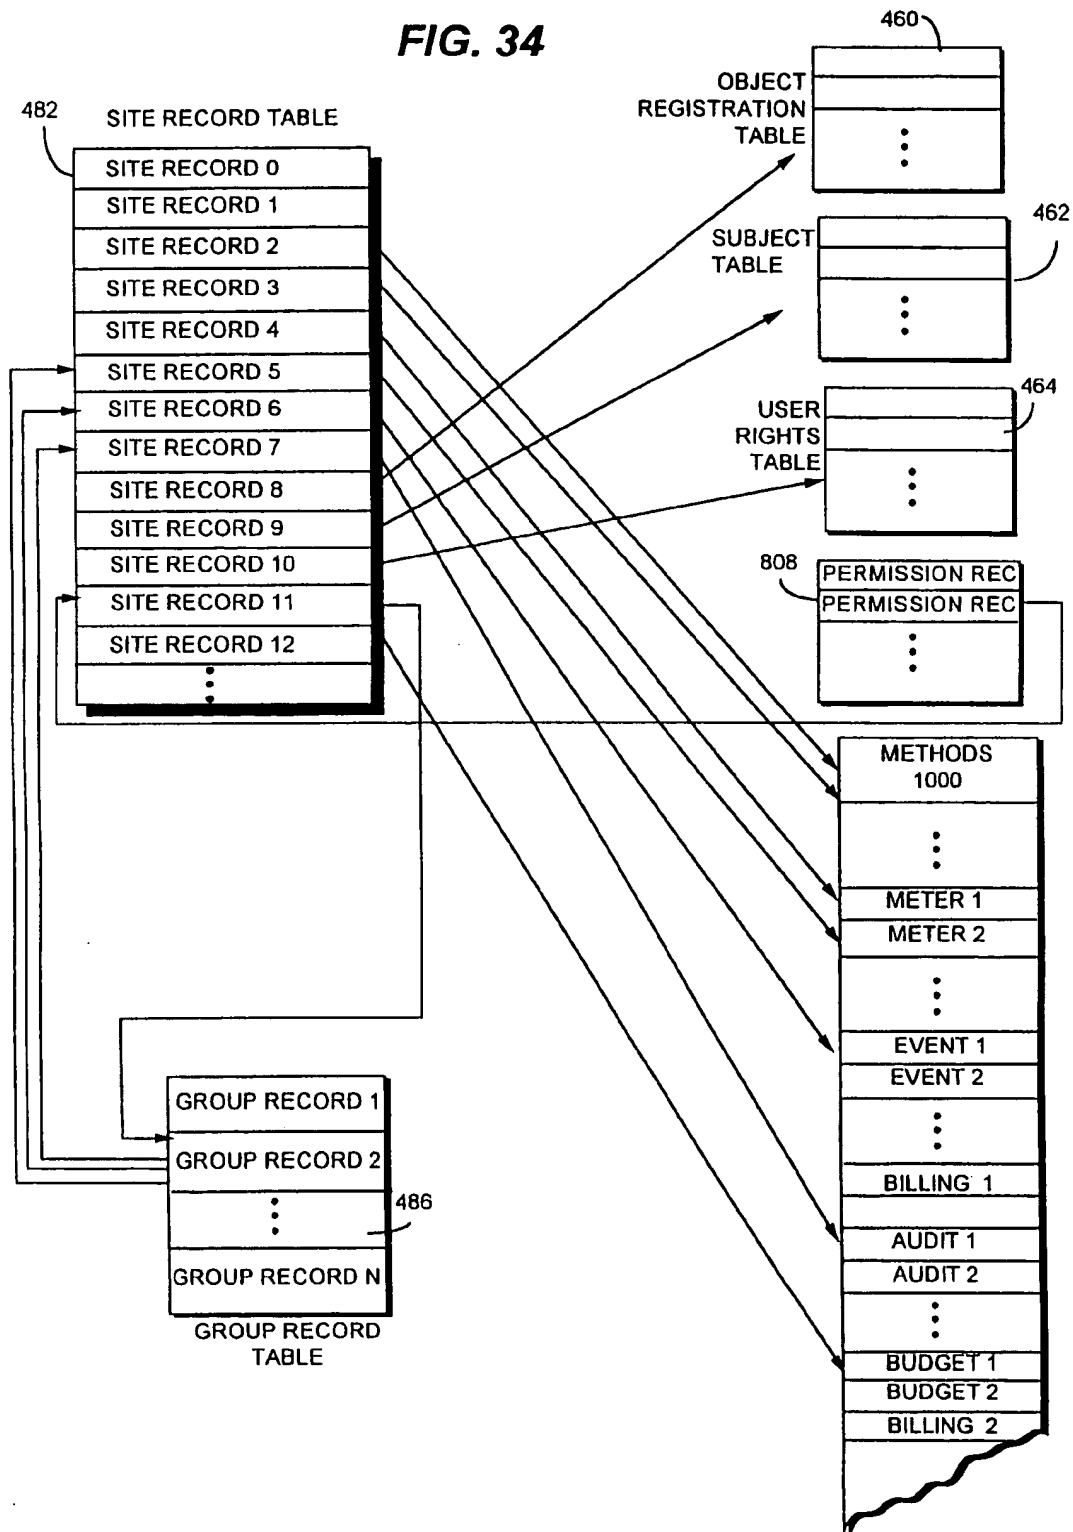 FIG. 34
460
OBJECT
REGISTRATION
TABLE
482
SITE RECORD TABLE
SITE RECORD 0
SITE RECORD 1
SITE RECORD 2
SITE RECORD 3
SITE RECORD 4
SITE RECORD 5
SITE RECORD 6
SITE RECORD 7
SITE RECORD 8
SITE RECORD 9
SITE RECORD 10
SITE RECORD 11
SITE RECORD 12
SUBJECT
TABLE
462
USER
RIGHTS
TABLE
464
808
PERMISSION REC
PERMISSION REC
METHODS
1000
METER 1
METER 2
EVENT 1
EVENT 2
BILLING 1
AUDIT 1
AUDIT 2
BUDGET 1
BUDGET 2
BILLING 2
GROUP RECORD 1
GROUP RECORD 2
486
GROUP RECORD N
GROUP RECORD
TABLE